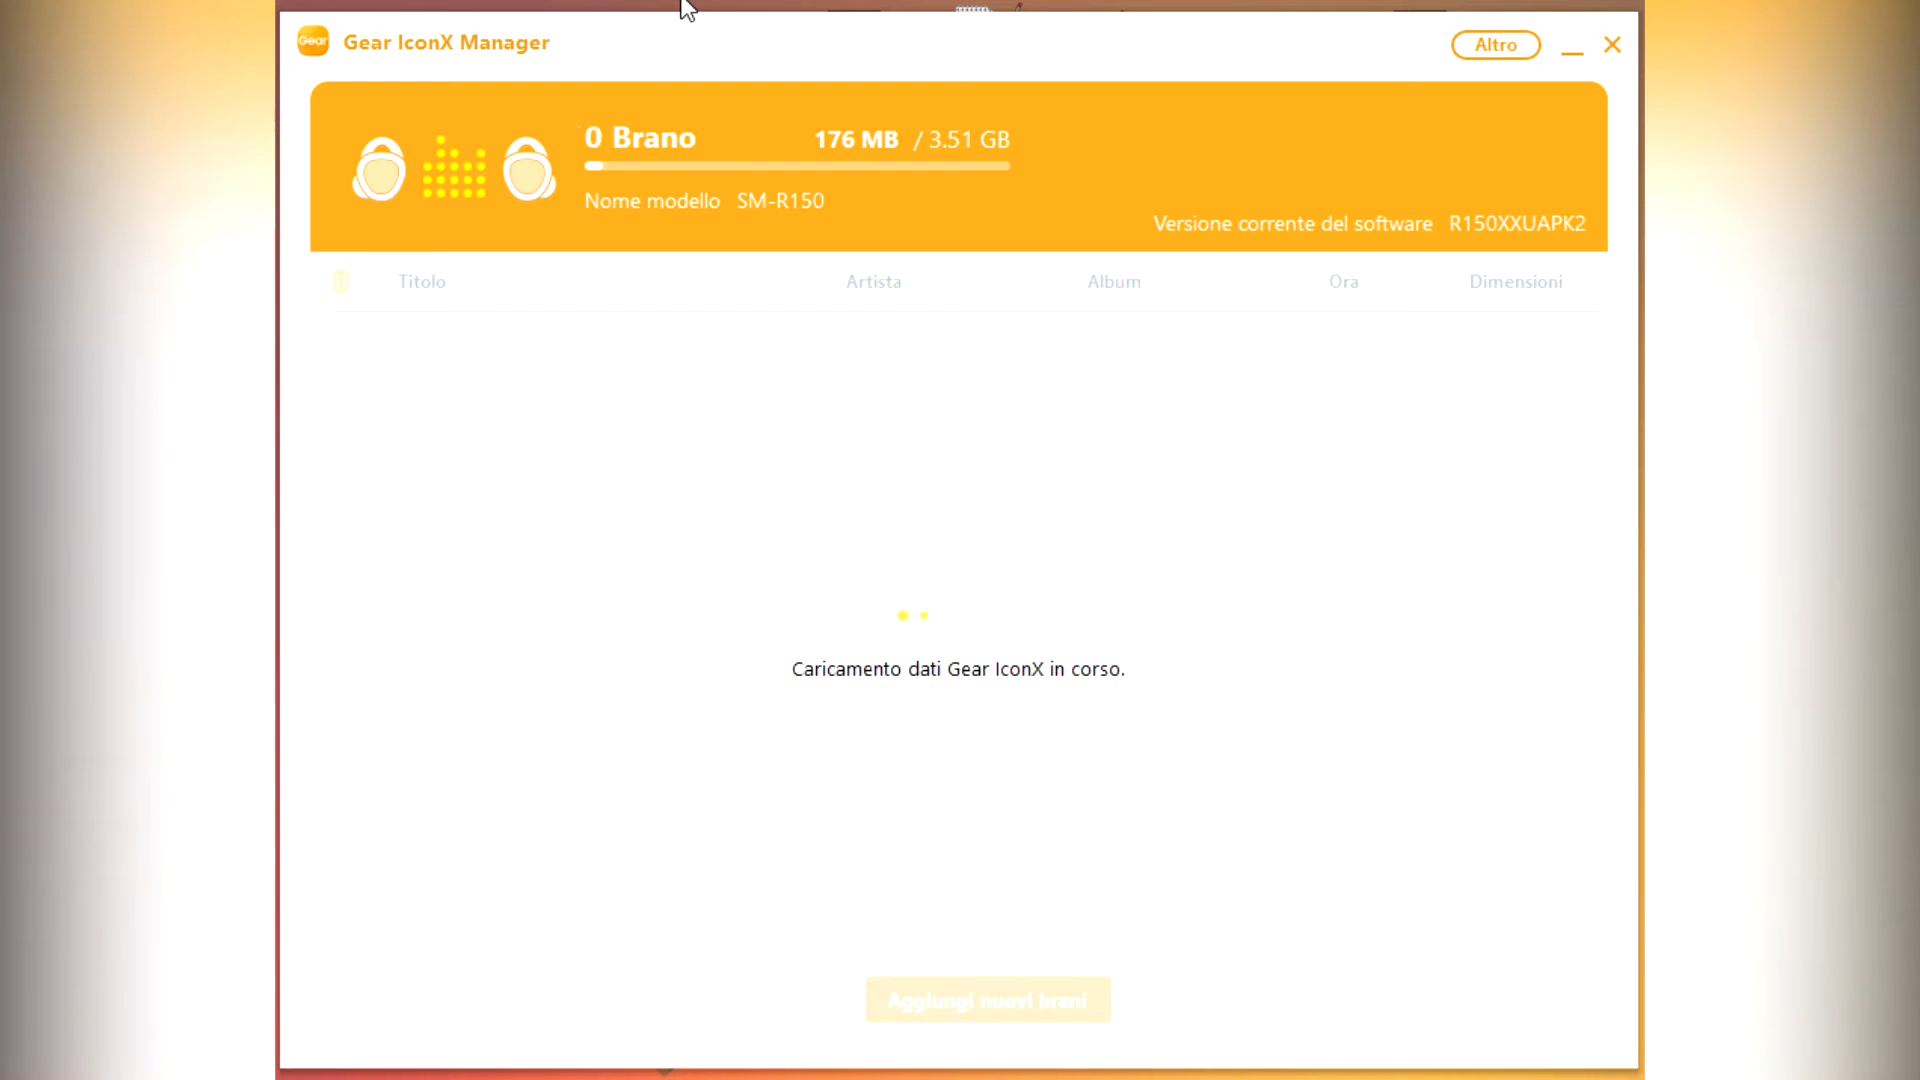 Gear
Gear IconX Manager
Altro
0 Brano
176 MB / 3.51 GB
Nome modello SM-R150
Versione corrente del software R150XXUAPK2
Titolo Artista Album Ora Dimensioni
Caricamento dati Gear IconX in corso.
Aggiungi nuovi brani